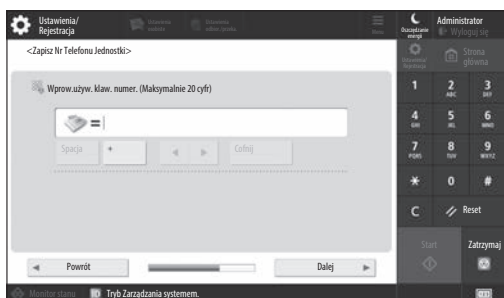 Ustawienia/
Rejestracja
Menu
Oszczędzanie
energii
Administrator
Wyloguj się
<Zapisz Nr Telefonu Jednostki>
Ustawienia/
Rejestracja
Strona
główna
Wprow.używ. klaw. numer. (Maksymalnie 20 cyfr)
=
Spacja
+
◀
▶
Cofnij
1
2 ABC
3 DEF
4 GHI
5 JKL
6 MNO
7 PQRS
8 TUV
9 WXYZ
*
0
#
C
Reset
◀ Powrót
Dalej ▶
Start
Zatrzymaj
Monitor stanu
Tryb Zarządzania systemem.